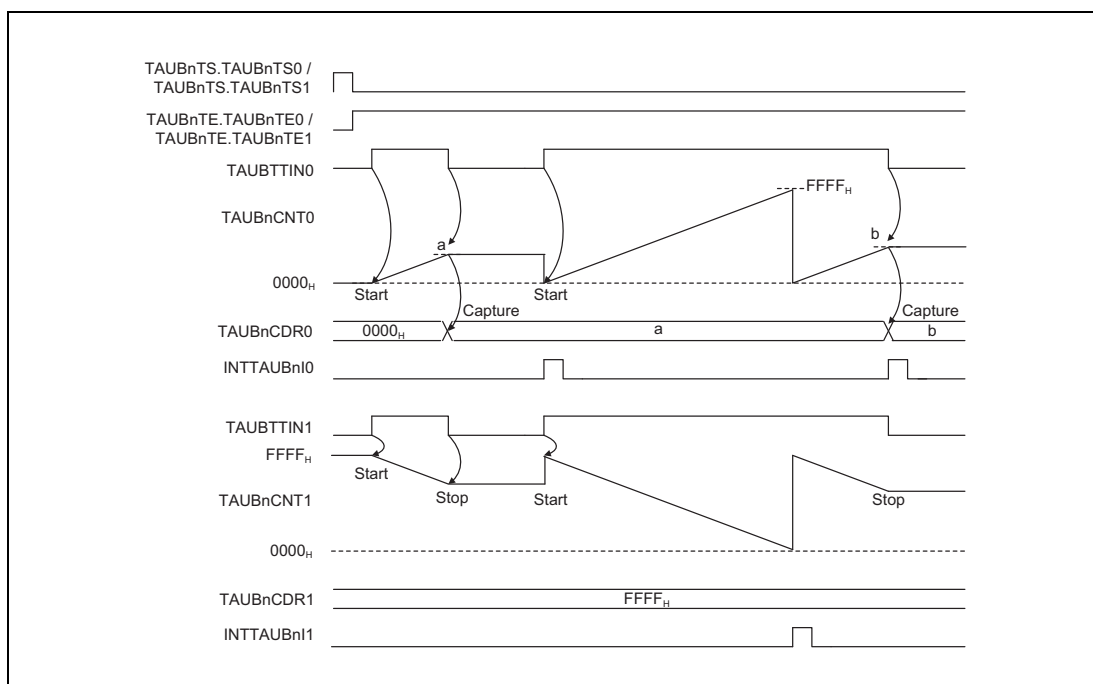 TAUBnTS.TAUBnTS0 /
TAUBnTS.TAUBnTS1
TAUBnTE.TAUBnTE0 /
TAUBnTE.TAUBnTE1
TAUBTTIN0
FFFFH
TAUBnCNT0
a
b
0000H
Start
Start
Capture
Capture
TAUBnCDR0
0000H
a
b
INTTAUBnI0
TAUBTTIN1
FFFFH
Start
Stop
Start
Stop
TAUBnCNT1
0000H
TAUBnCDR1
FFFFH
INTTAUBnI1